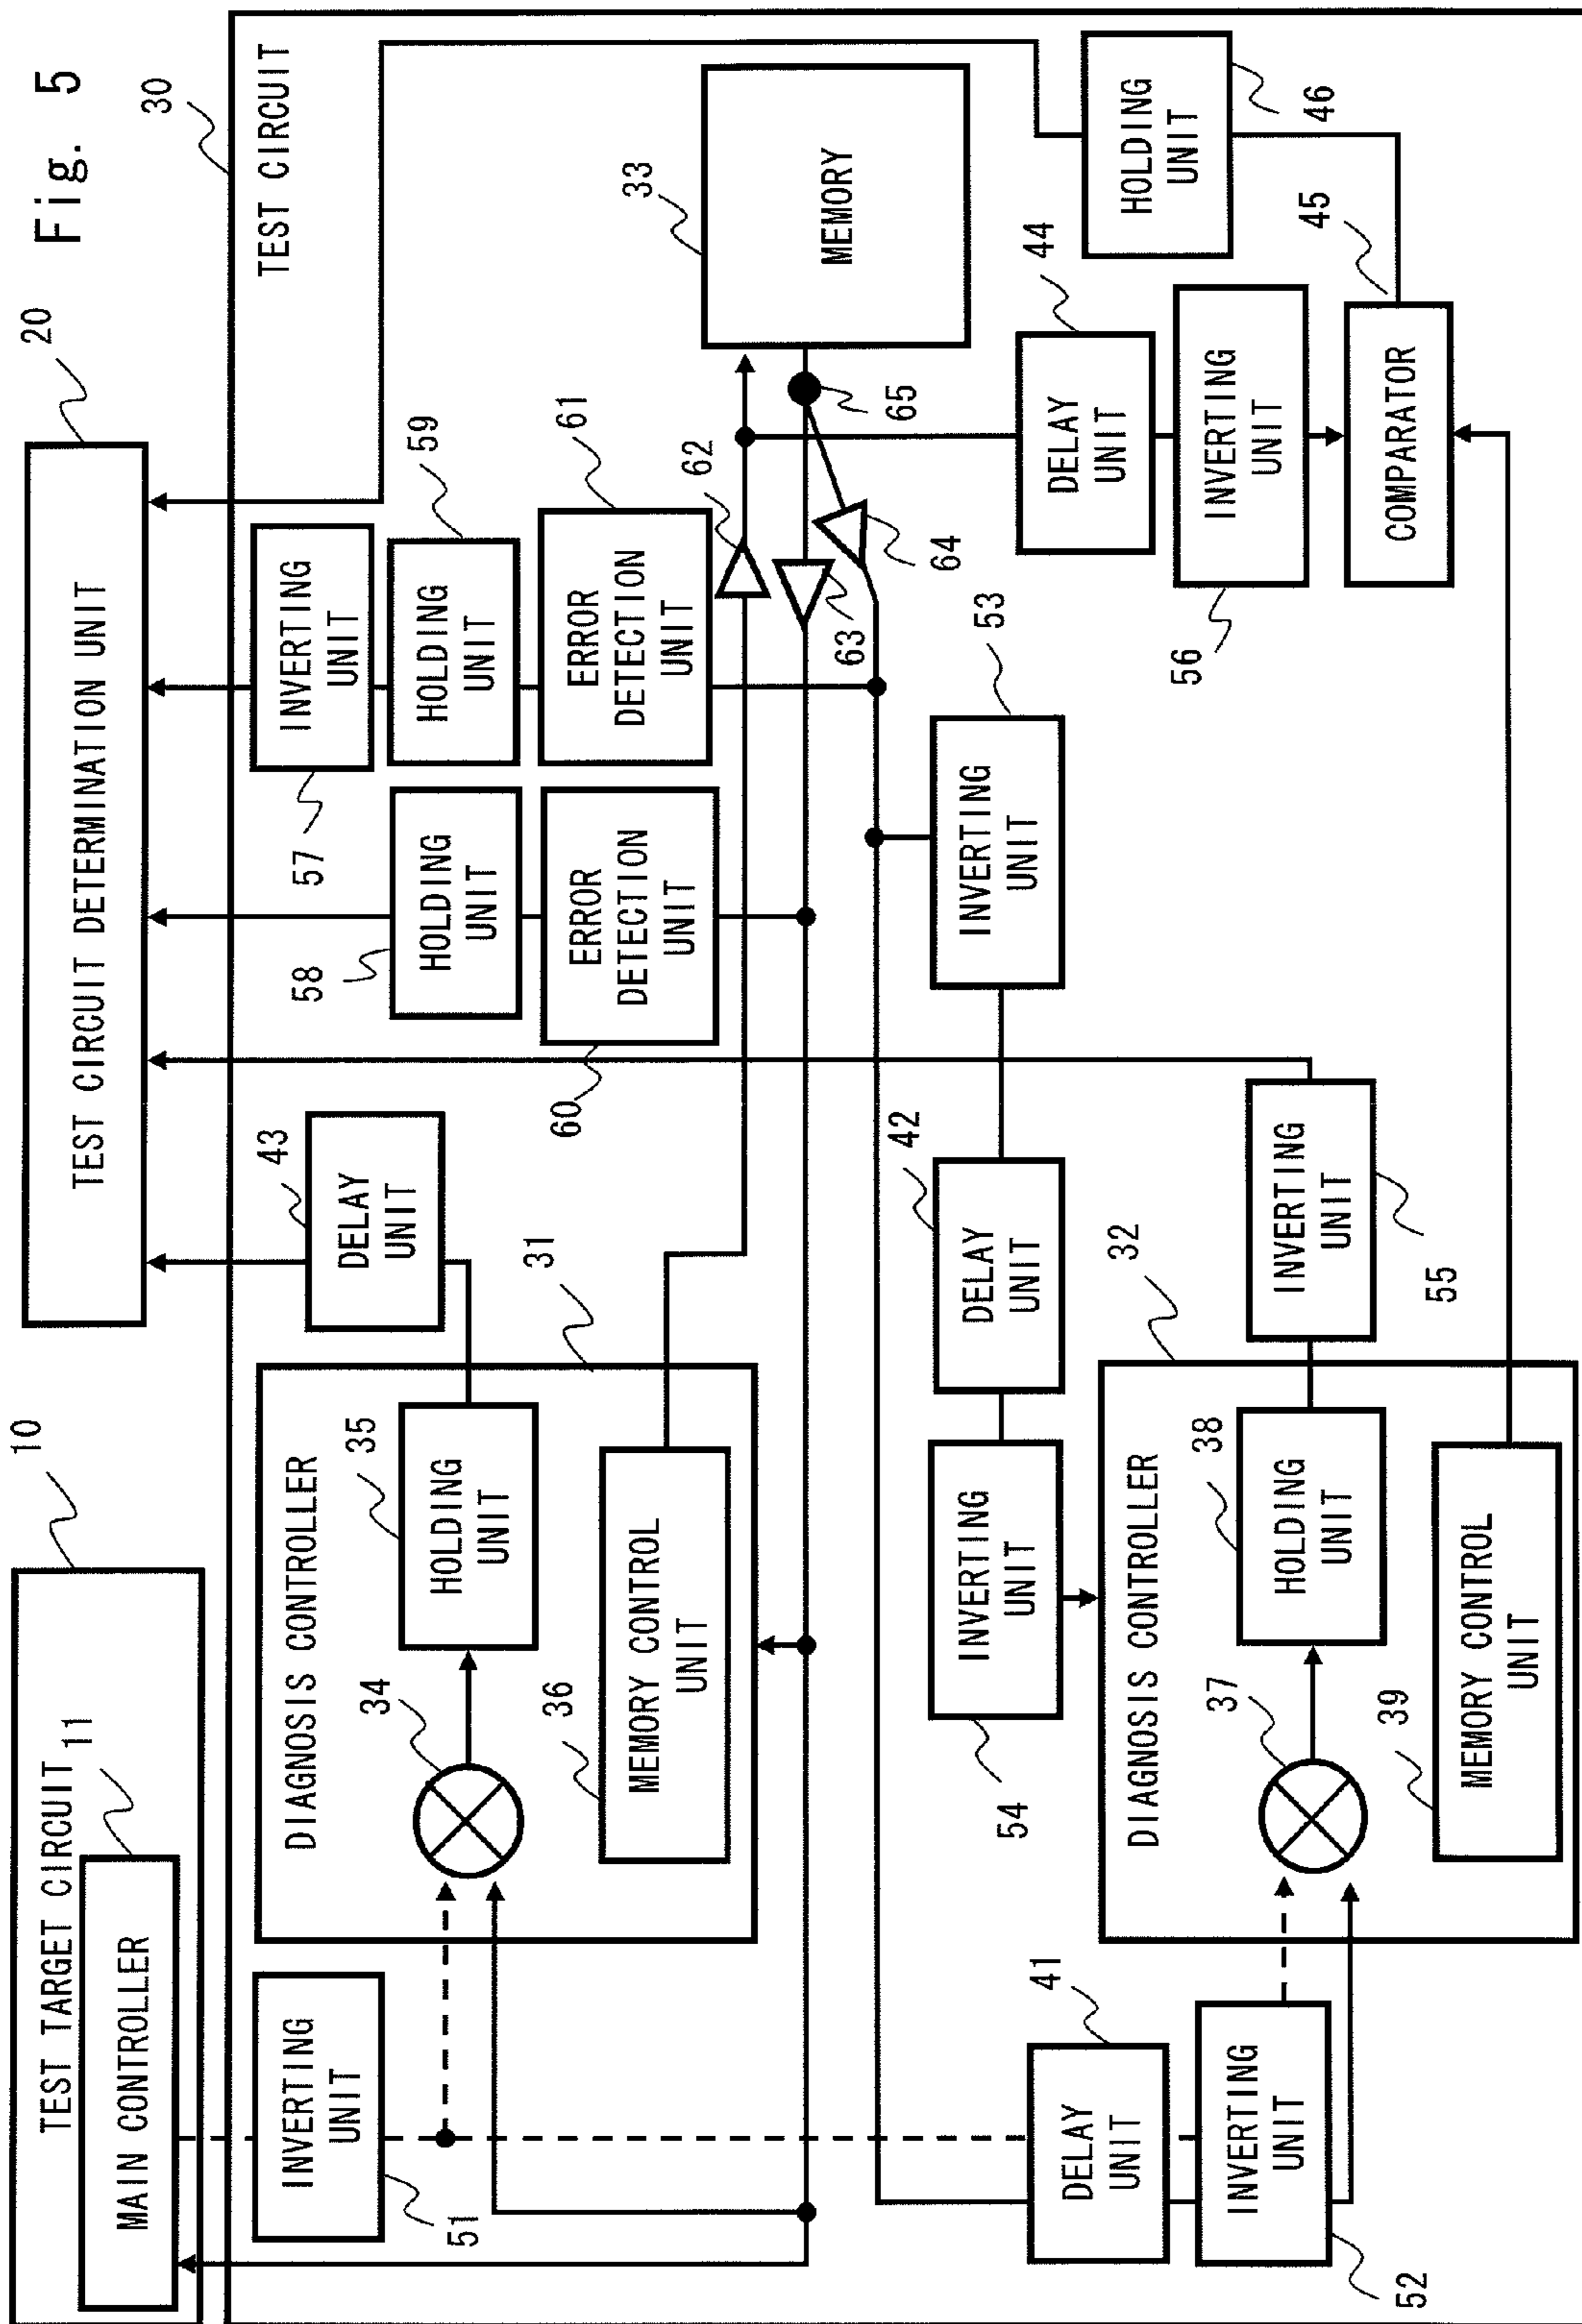 Fig. 5
10
TEST TARGET CIRCUIT
11
MAIN CONTROLLER
20
TEST CIRCUIT DETERMINATION UNIT
30
TEST CIRCUIT
INVERTING
UNIT
51
DIAGNOSIS CONTROLLER
31
34
HOLDING
UNIT
35
36
MEMORY CONTROL
UNIT
43
DELAY
UNIT
58
HOLDING
UNIT
ERROR
DETECTION
UNIT
60
57
INVERTING
UNIT
59
HOLDING
UNIT
61
ERROR
DETECTION
UNIT
62
63
64
65
33
MEMORY
41
DELAY
UNIT
INVERTING
UNIT
52
54
INVERTING
UNIT
42
DELAY
UNIT
53
INVERTING
UNIT
44
DELAY
UNIT
56
INVERTING
UNIT
45
COMPARATOR
46
HOLDING
UNIT
32
DIAGNOSIS CONTROLLER
37
38
HOLDING
UNIT
39
MEMORY CONTROL
UNIT
INVERTING
UNIT
55